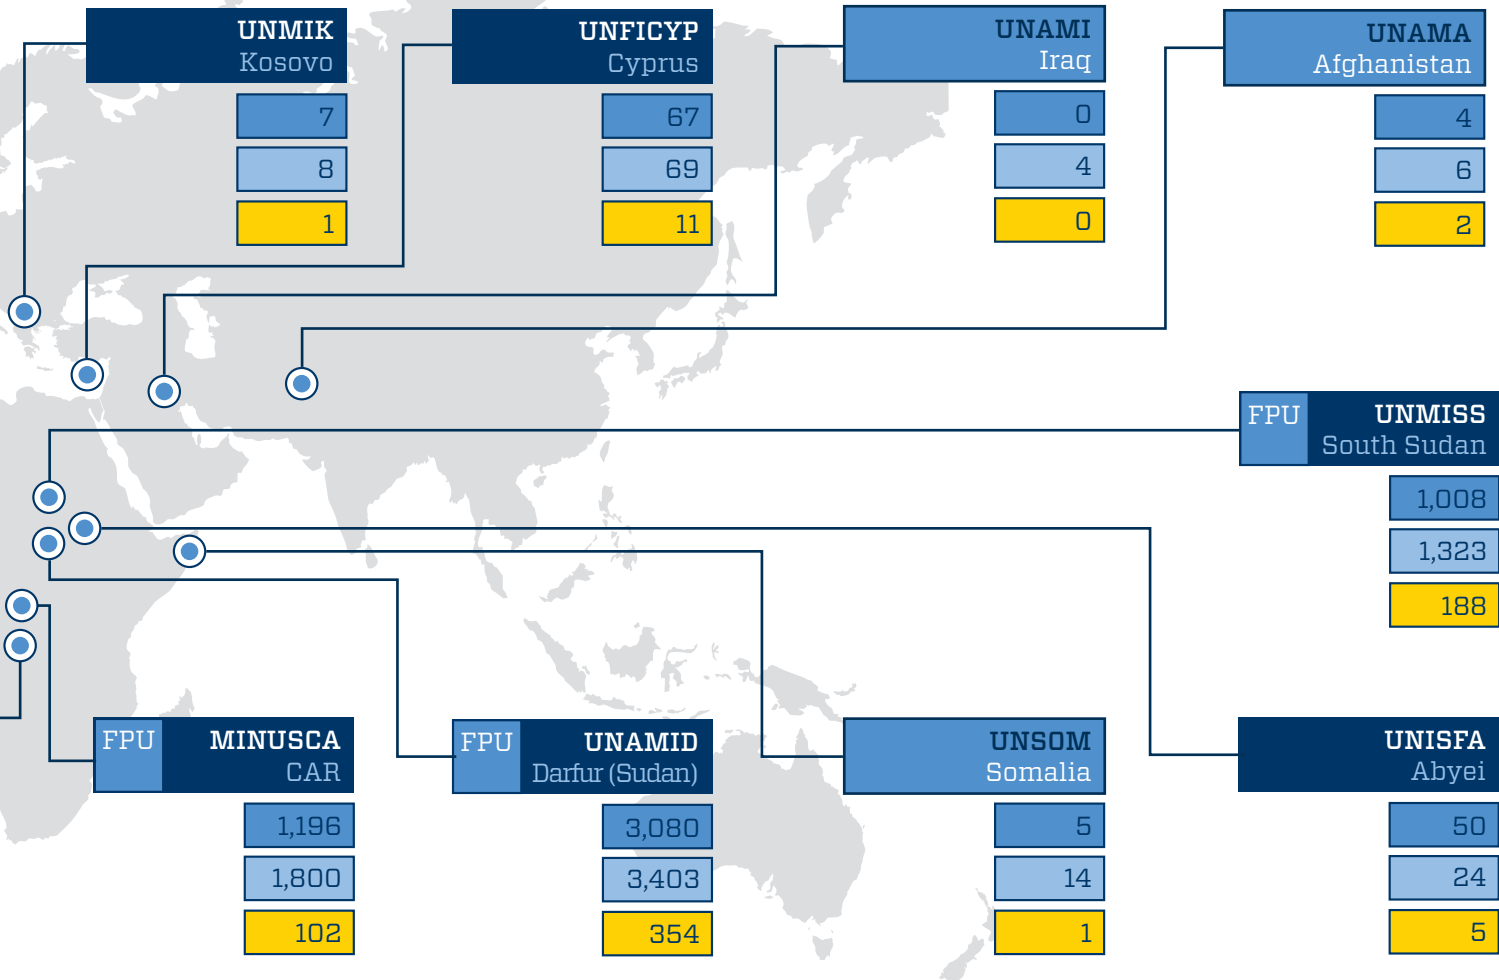 UNMIK
Kosovo
7
8
1
UNFICYP
Cyprus
67
69
11
UNAMI
Iraq
0
4
0
UNAMA
Afghanistan
4
6
2
FPU
UNMISS
South Sudan
1,008
1,323
188
FPU
MINUSCA
CAR
1,196
1,800
102
FPU
UNAMID
Darfur (Sudan)
3,080
3,403
354
UNSOM
Somalia
5
14
1
UNISFA
Abyei
50
24
5